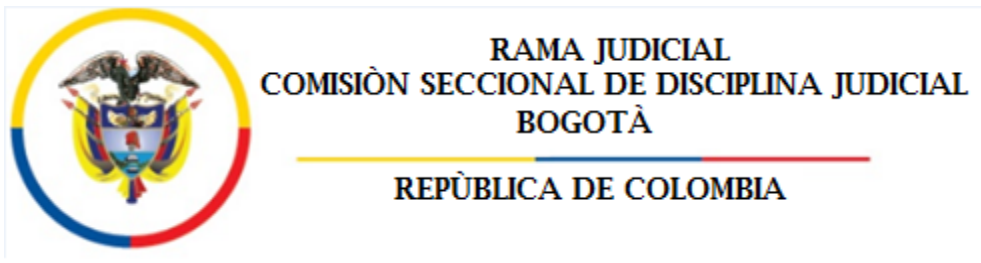 RAMA JUDICIAL
COMISIÒN SECCIONAL DE DISCIPLINA JUDICIAL
BOGOTÀ
REPÙBLICA DE COLOMBIA